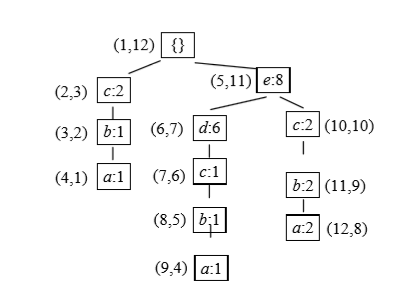 (1,12) {}
(2,3) c:2
(5,11) e:8
(3,2) b:1
(6,7) d:6
c:2 (10,10)
(4,1) a:1
(7,6) c:1
b:2 (11,9)
(8,5) b:1
a:2 (12,8)
(9,4) a:1